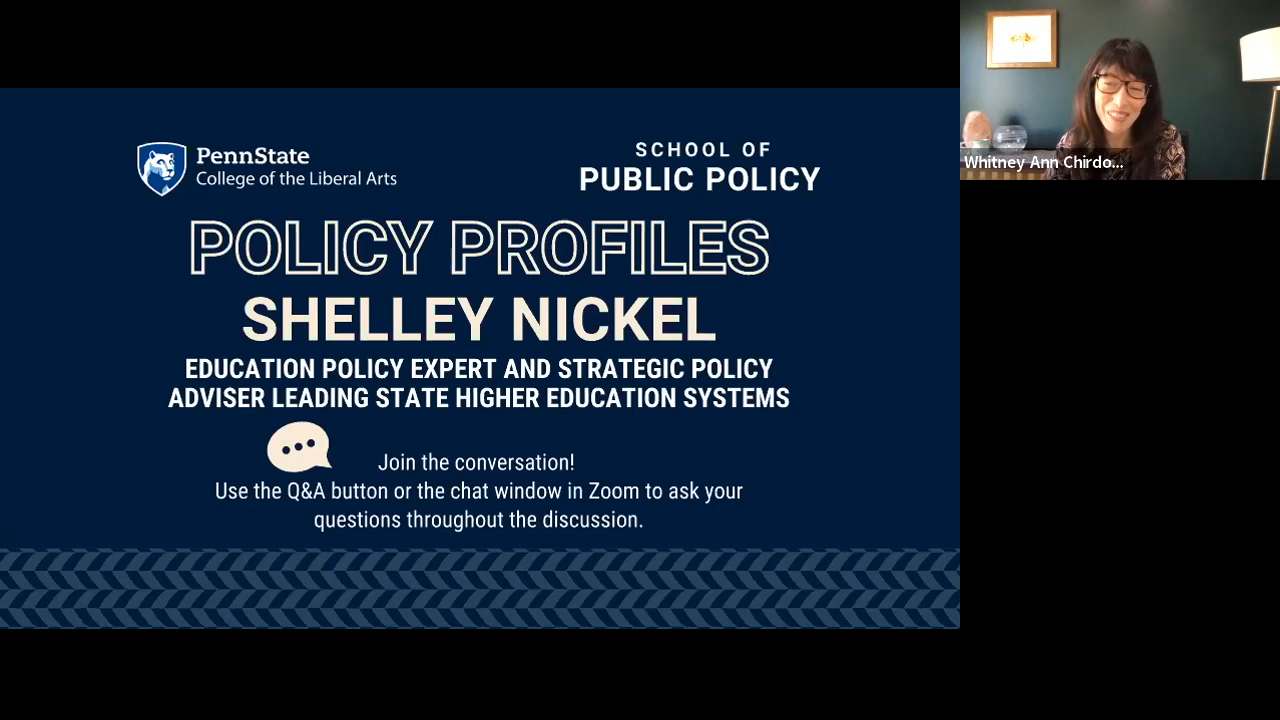 PennState
College of the Liberal Arts
SCHOOL OF
PUBLIC POLICY
POLICY PROFILES
SHELLEY NICKEL
EDUCATION POLICY EXPERT AND STRATEGIC POLICY
ADVISER LEADING STATE HIGHER EDUCATION SYSTEMS
Join the conversation!
Use the Q&A button or the chat window in Zoom to ask your
questions throughout the discussion.
Whitney Ann Chirdo...